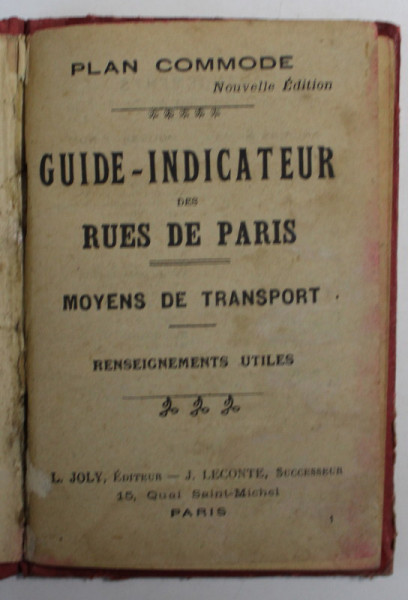 PLAN COMMODE
Nouvelle Édition
GUIDE-INDICATEUR
DES
RUES DE PARIS
MOYENS DE TRANSPORT
RENSEIGNEMENTS UTILES
L. JOLY, ÉDITEUR — J. LECONTE, SUCCESSEUR
15, Quai Saint-Michel
PARIS
1